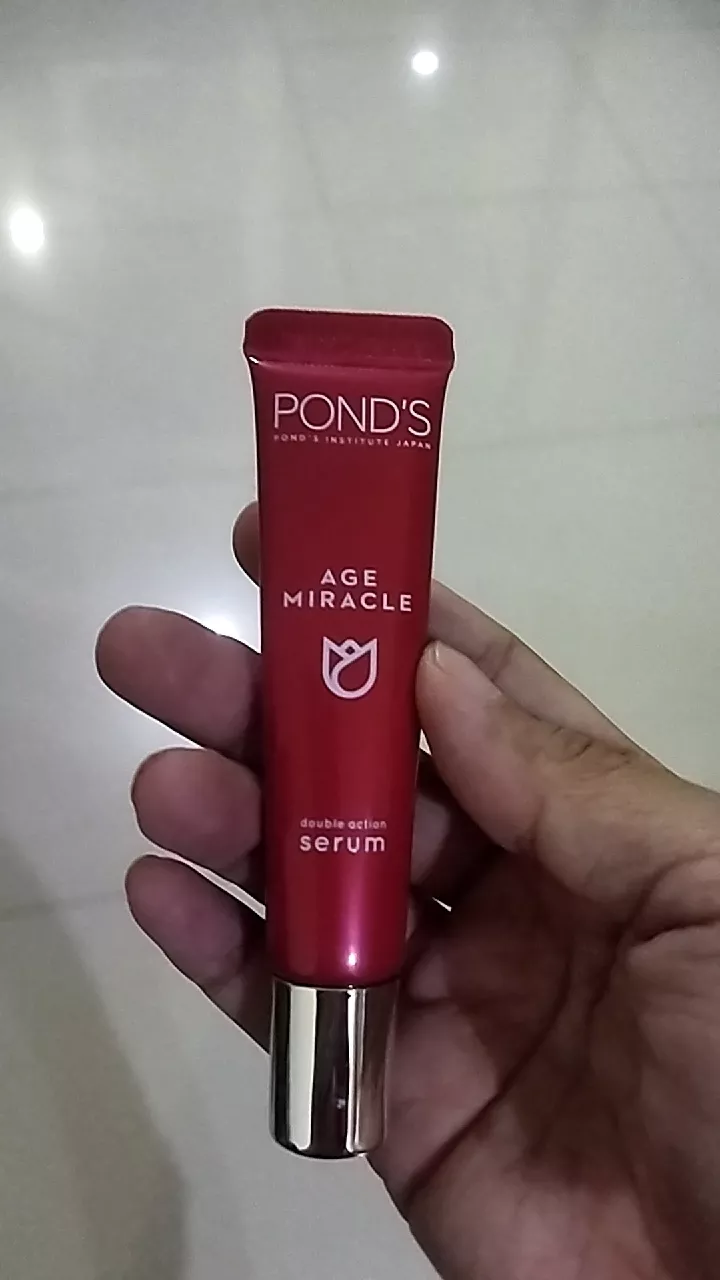 POND'S
POND'S INSTITUTE JAPAN
AGE
MIRACLE
double action
serum